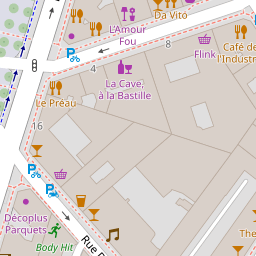 Da Vito
L'Amour
Fou
8
Flink
Café de
l'Industr
4
La Cave,
à la Bastille
Le Préau
16
Décoplus
Parquets
Body Hit
Rue
The